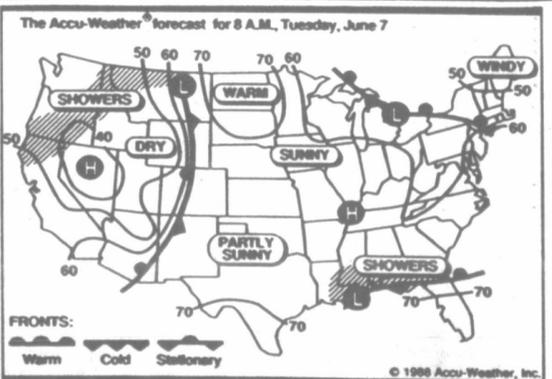 The Accu-Weather® forecast for 8 A.M., Tuesday, June 7
50 60 70 70 60 WINDY
50 50
L WARM
SHOWERS
L
60
50 40 DRY SUNNY
H
H
PARTLY
SUNNY
SHOWERS
60
L
70 70
70 70
FRONTS:
Warm Cold Stationary
© 1988 Accu-Weather, Inc.